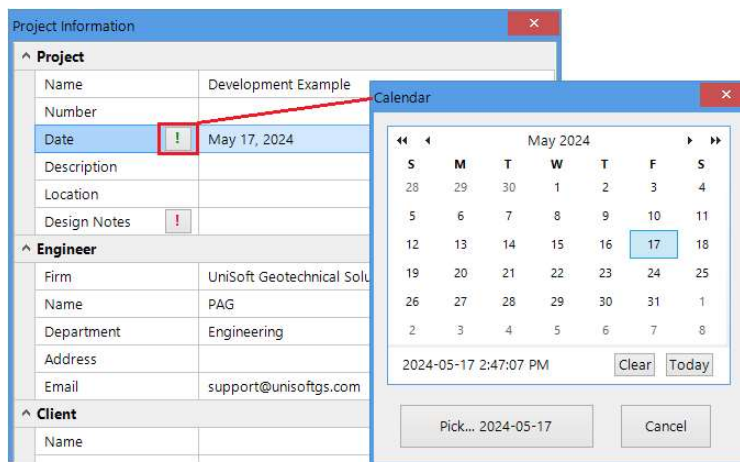 Project Information
Project
Name Development Example
Number
Date ! May 17, 2024
Description
Location
Design Notes !
Engineer
Firm UniSoft Geotechnical Solu
Name PAG
Department Engineering
Address
Email support@unisoftgs.com
Client
Name
Calendar
May 2024
S M T W T F S
28 29 30 1 2 3 4
5 6 7 8 9 10 11
12 13 14 15 16 17 18
19 20 21 22 23 24 25
26 27 28 29 30 31 1
2 3 4 5 6 7 8
2024-05-17 2:47:07 PM Clear Today
Pick... 2024-05-17 Cancel